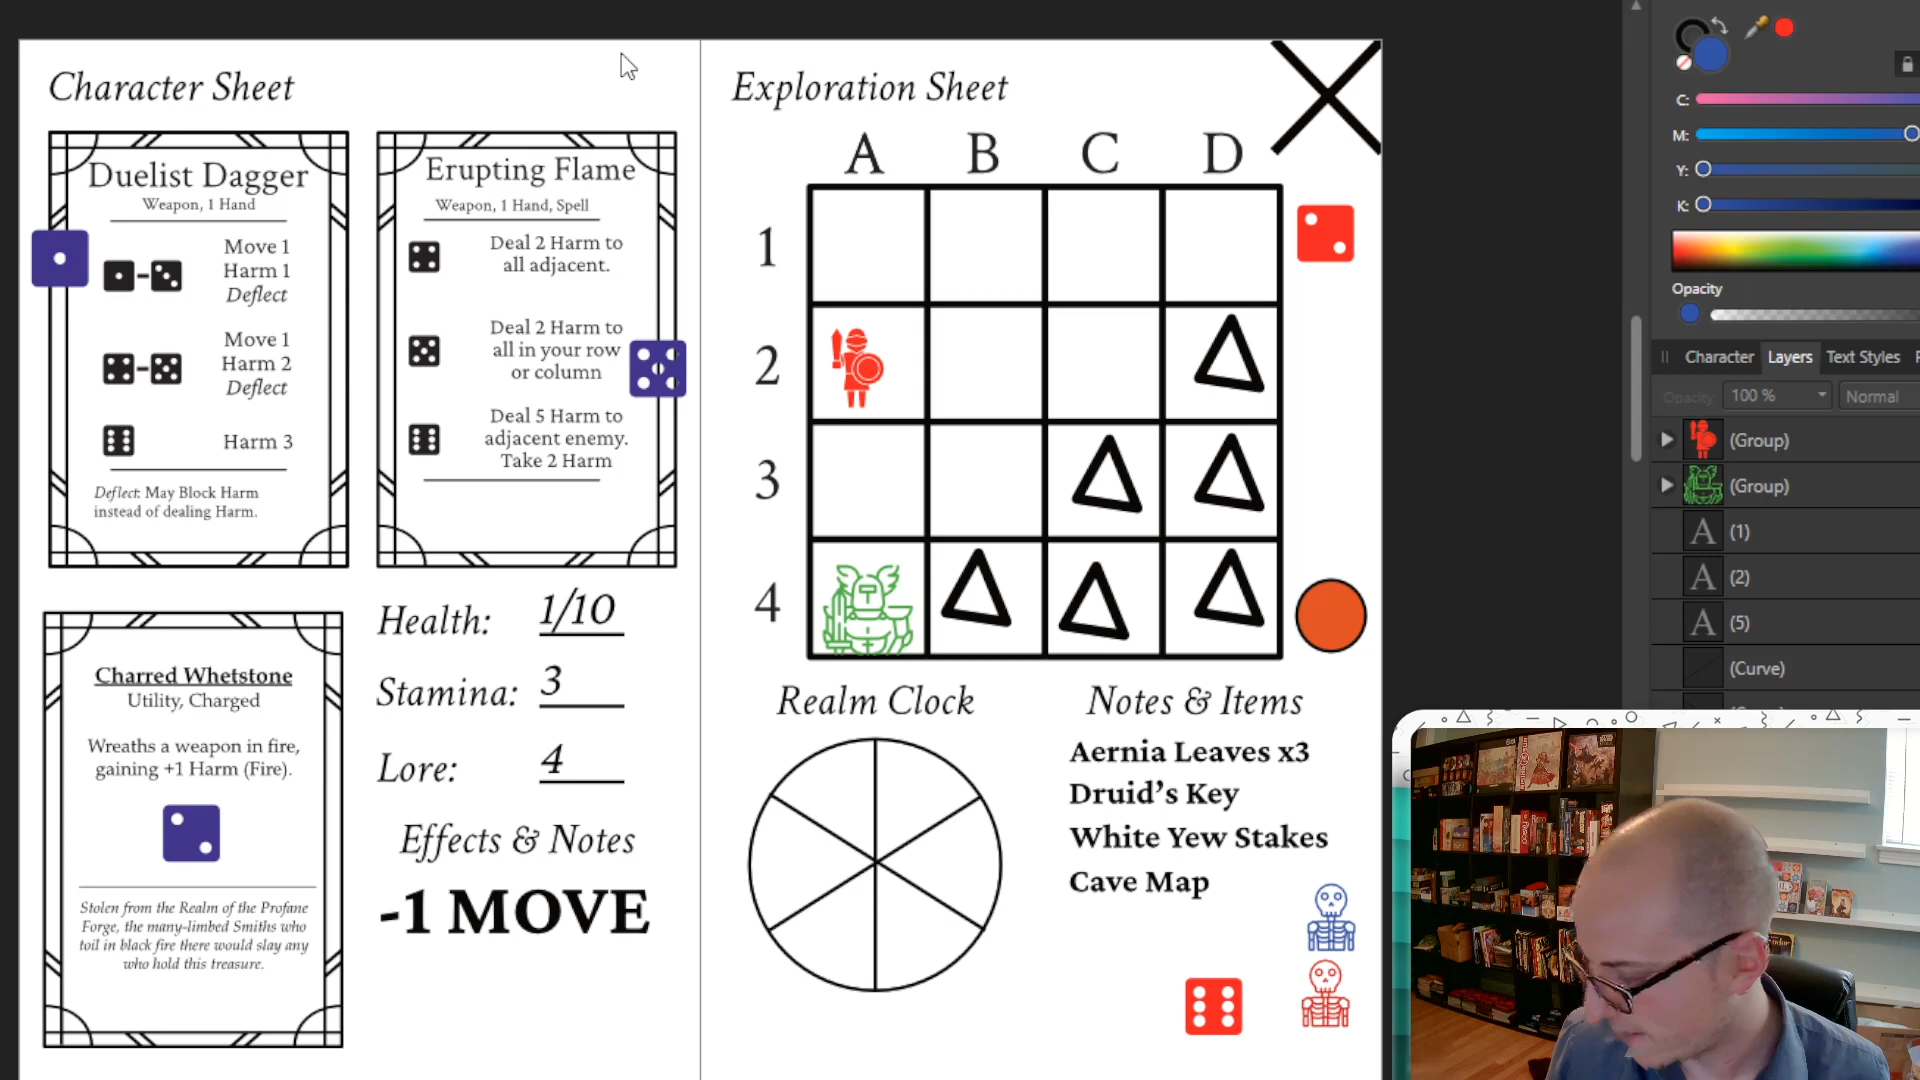 Character Sheet
Duelist Dagger
Weapon, 1 Hand
Move 1
Harm 1
Deflect
Move 1
Harm 2
Deflect
Harm 3
Deflect: May Block Harm
instead of dealing Harm.
Erupting Flame
Weapon, 1 Hand, Spell
Deal 2 Harm to
all adjacent.
Deal 2 Harm to
all in your row
or column
Deal 5 Harm to
adjacent enemy.
Take 2 Harm
Charred Whetstone
Utility, Charged
Wreaths a weapon in fire,
gaining +1 Harm (Fire).
Stolen from the Realm of the Profane
Forge, the many-limbed Smiths who
toil in black fire there would slay any
who hold this treasure.
Health: 1/10
Stamina: 3
Lore: 4
Effects & Notes
-1 MOVE
Exploration Sheet
A B C D
1
2
3
4
Realm Clock
Notes & Items
Aernia Leaves x3
Druid's Key
White Yew Stakes
Cave Map
C:
M:
Y:
K:
Opacity
Character Layers Text Styles
Opacity: 100 % Normal
(Group)
(Group)
A (1)
A (2)
A (5)
(Curve)